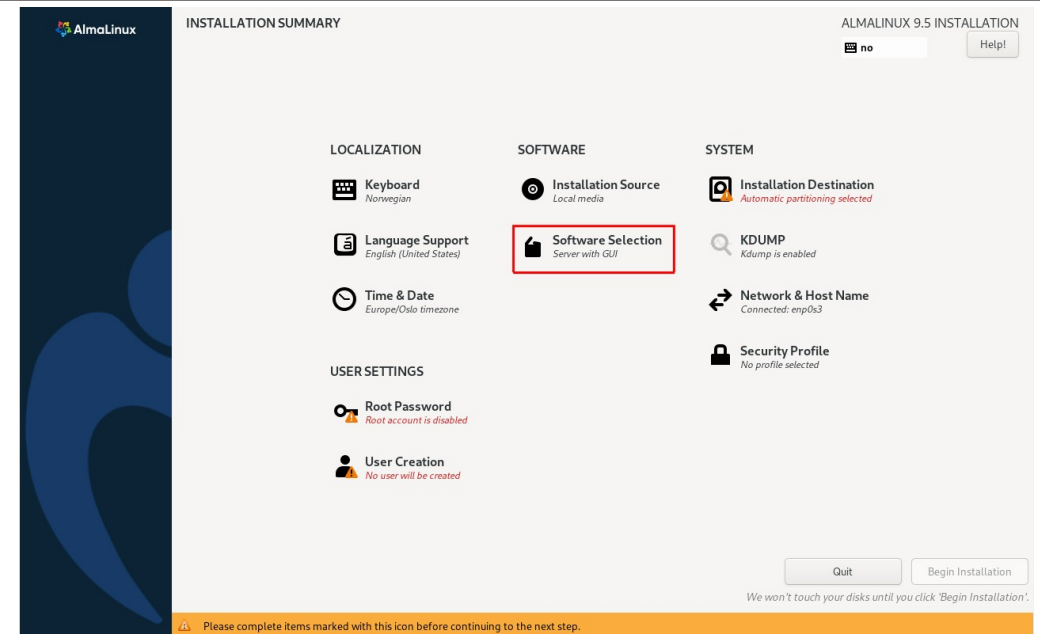 AlmaLinux
INSTALLATION SUMMARY
ALMALINUX 9.5 INSTALLATION
no
Help!
LOCALIZATION
Keyboard
Norwegian
Language Support
English (United States)
Time & Date
Europe/Oslo timezone
USER SETTINGS
Root Password
Root account is disabled
User Creation
No user will be created
SOFTWARE
Installation Source
Local media
Software Selection
Server with GUI
SYSTEM
Installation Destination
Automatic partitioning selected
KDUMP
Kdump is enabled
Network & Host Name
Connected: enp0s3
Security Profile
No profile selected
Quit
Begin Installation
We won't touch your disks until you click 'Begin Installation'.
Please complete items marked with this icon before continuing to the next step.